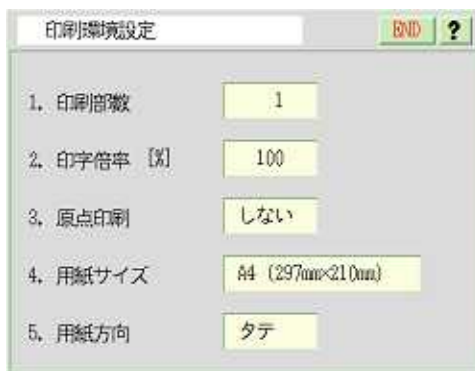 印刷環境設定 END ?
1. 印刷部数 1
2. 印字倍率 [%] 100
3. 原点印刷 しない
4. 用紙サイズ A4 (297mm×210mm)
5. 用紙方向 タテ